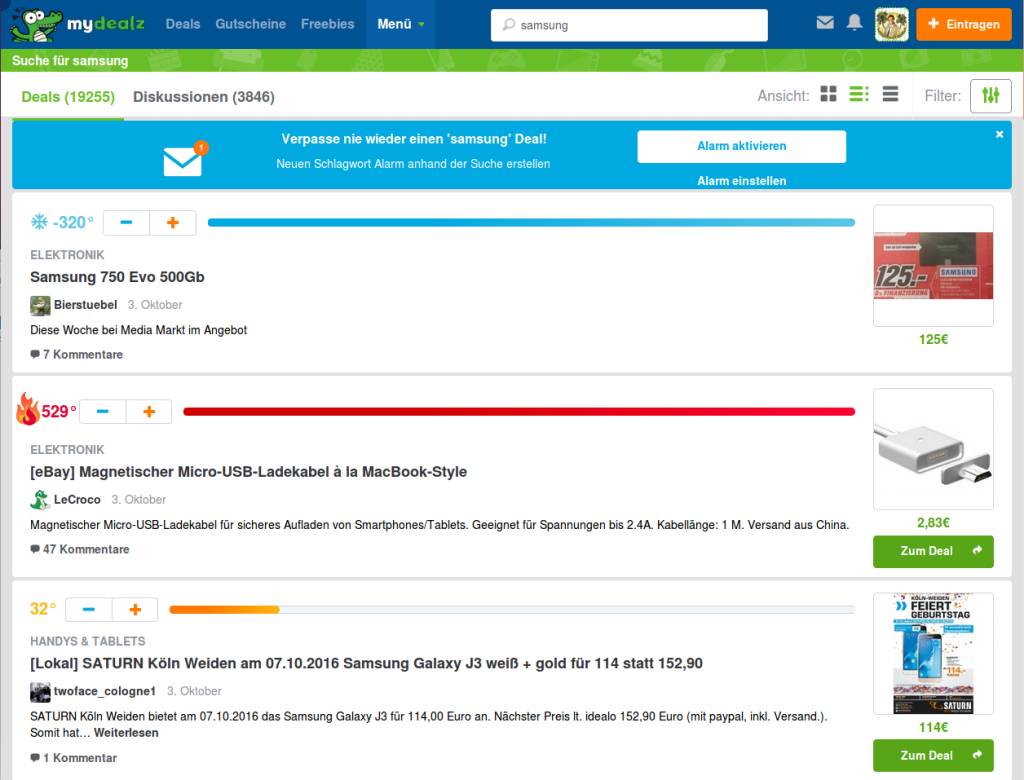 mydealz Deals Gutscheine Freebies Menü samsung Eintragen
Suche für samsung
Deals (19255) Diskussionen (3846) Ansicht: Filter:
1
Verpasse nie wieder einen 'samsung' Deal!
Neuen Schlagwort Alarm anhand der Suche erstellen
Alarm aktivieren
Alarm einstellen
-320°
ELEKTRONIK
Samsung 750 Evo 500Gb
Bierstuebel 3. Oktober
Diese Woche bei Media Markt im Angebot
7 Kommentare
125.-
SAMSUNG
FINANZIERUNG
125€
529°
ELEKTRONIK
[eBay] Magnetischer Micro-USB-Ladekabel à la MacBook-Style
LeCroco 3. Oktober
Magnetischer Micro-USB-Ladekabel für sicheres Aufladen von Smartphones/Tablets. Geeignet für Spannungen bis 2.4A. Kabellänge: 1 M. Versand aus China.
47 Kommentare
2,83€
Zum Deal
32°
HANDYS & TABLETS
[Lokal] SATURN Köln Weiden am 07.10.2016 Samsung Galaxy J3 weiß + gold für 114 statt 152,90
twoface_cologne1 3. Oktober
SATURN Köln Weiden bietet am 07.10.2016 das Samsung Galaxy J3 für 114,00 Euro an. Nächster Preis lt. idealo 152,90 Euro (mit paypal, inkl. Versand.).
Somit hat... Weiterlesen
1 Kommentar
KÖLN-WEIDEN
FEIERT
GEBURTSTAG
114.-
SATURN
114€
Zum Deal